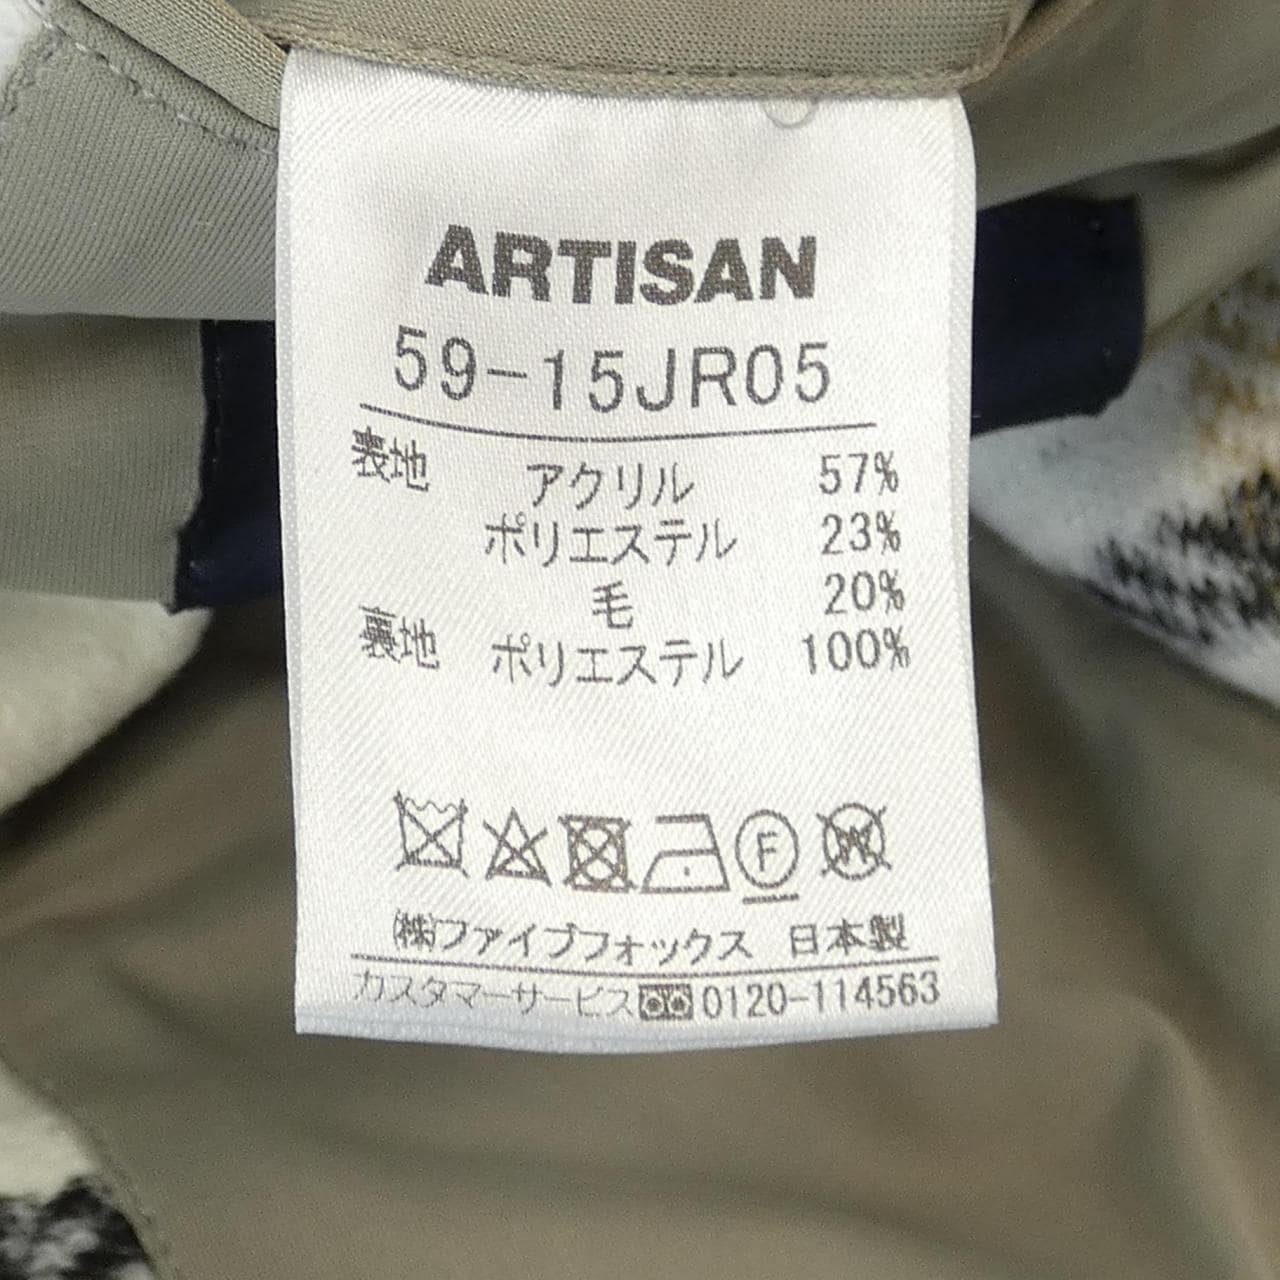 ARTISAN
59-15JR05
表地 アクリル 57%
ポリエステル 23%
毛 20%
裏地 ポリエステル 100%
F W
㈱ファイブフォックス 日本製
カスタマーサービス 0120-114563